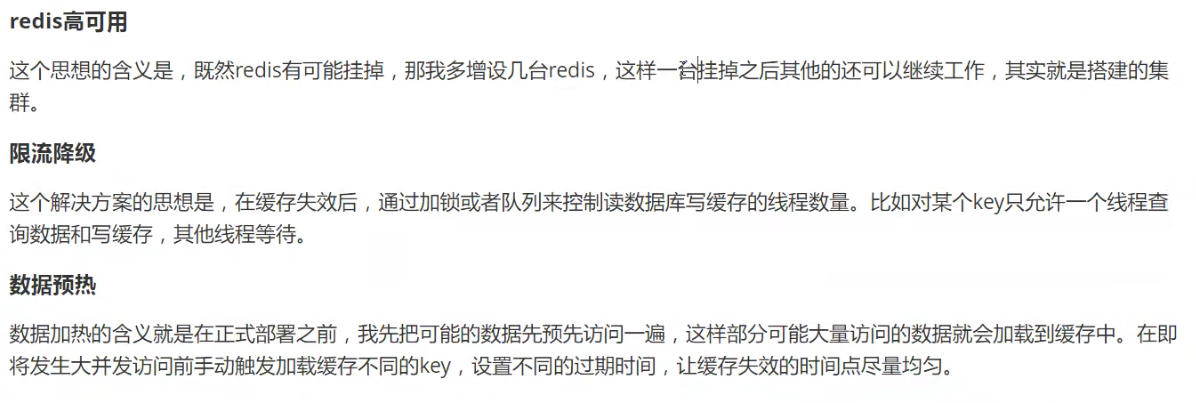 redis高可用
这个思想的含义是，既然redis有可能挂掉，那我多增设几台redis，这样一台挂掉之后其他的还可以继续工作，其实就是搭建的集
群。
限流降级
这个解决方案的思想是，在缓存失效后，通过加锁或者队列来控制读数据库写缓存的线程数量。比如对某个key只允许一个线程查
询数据和写缓存，其他线程等待。
数据预热
数据加热的含义就是在正式部署之前，我先把可能的数据先预先访问一遍，这样部分可能大量访问的数据就会加载到缓存中。在即
将发生大并发访问前手动触发加载缓存不同的key，设置不同的过期时间，让缓存失效的时间点尽量均匀。